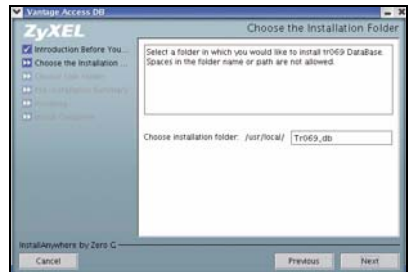 Vantage Access DB
ZyXEL
Choose the Installation Folder
Introduction Before You...
Choose the Installation ...
Select a folder in which you would like to install tr069 DataBase.
Spaces in the folder name or path are not allowed.
Choose installation folder: /usr/local/ Tr069_db
InstallAnywhere by Zero G
Cancel
Previous
Next